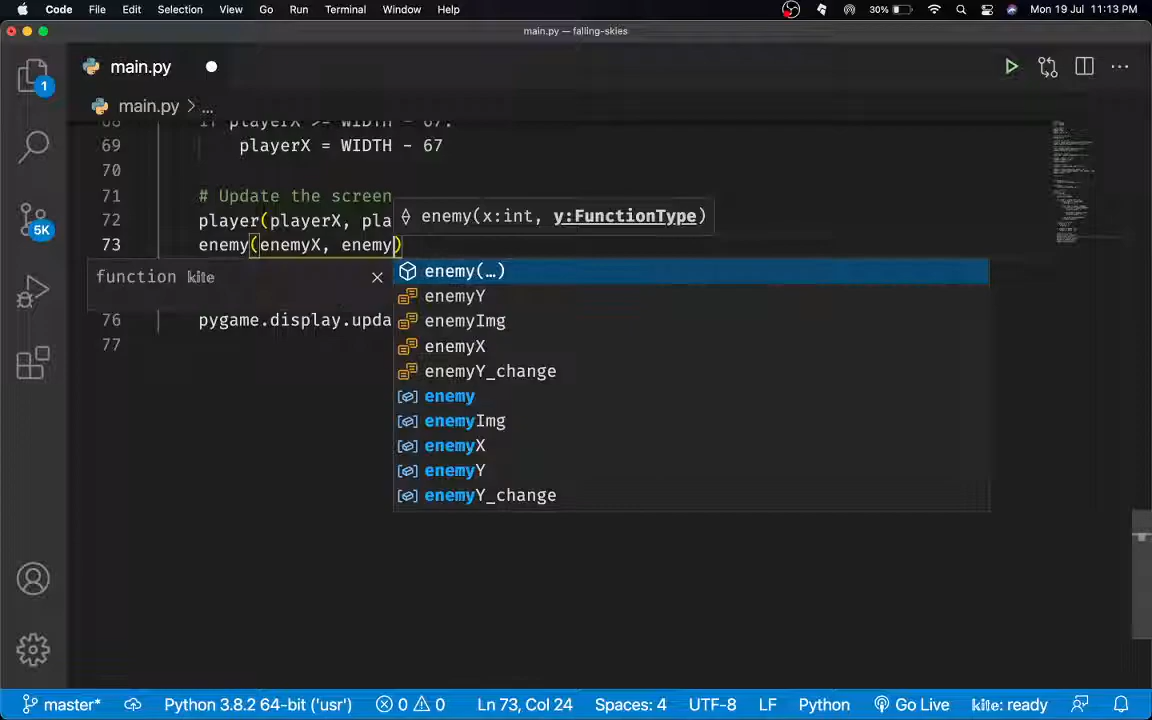 Code File Edit Selection View Go Run Terminal Window Help 30% Mon 19 Jul 11:13 PM
main.py — falling-skies
1
main.py
main.py > ...
68 if playerX >= WIDTH - 67:
69 playerX = WIDTH - 67
70
71 # Update the screen
72 player(playerX, pla
enemy(x:int, y:FunctionType)
73 enemy(enemyX, enemy)
5K
function kite
enemy(…)
enemyY
76 pygame.display.upda
enemyImg
77
enemyX
enemyY_change
enemy
enemyImg
enemyX
enemyY
enemyY_change
master* Python 3.8.2 64-bit ('usr') 0 0 Ln 73, Col 24 Spaces: 4 UTF-8 LF Python Go Live kite: ready